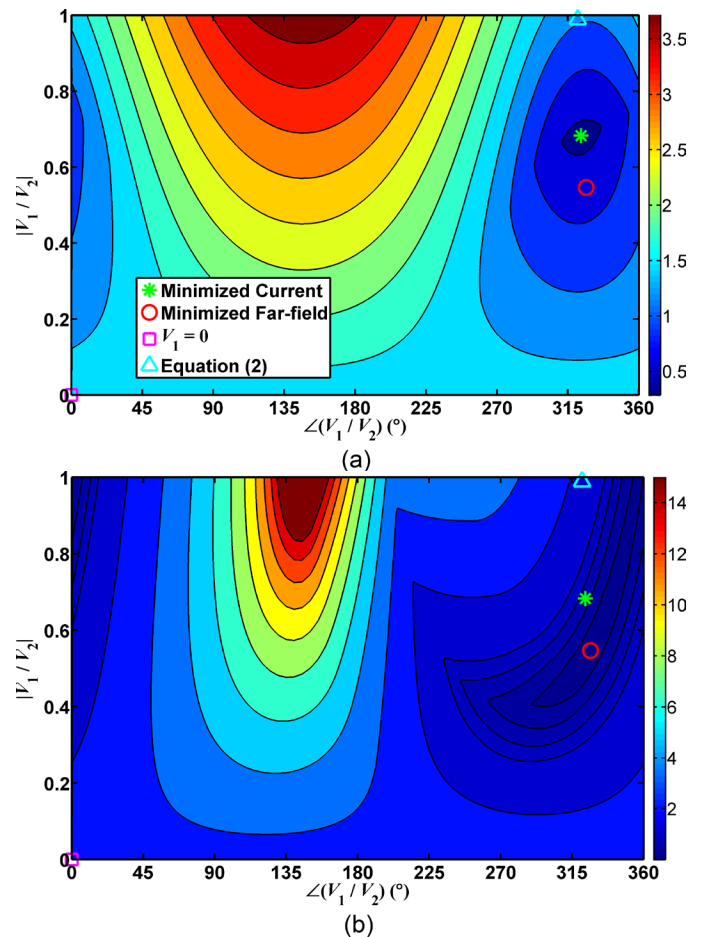 1
0.8
0.6
0.4
0.2
0
|V1 / V2|
Minimized Current
Minimized Far-field
V1 = 0
Equation (2)
0 45 90 135 180 225 270 315 360
∠(V1 / V2) (°)
3.5
3
2.5
2
1.5
1
0.5
(a)
1
0.8
0.6
0.4
0.2
0
|V1 / V2|
0 45 90 135 180 225 270 315 360
∠(V1 / V2) (°)
14
12
10
8
6
4
2
(b)